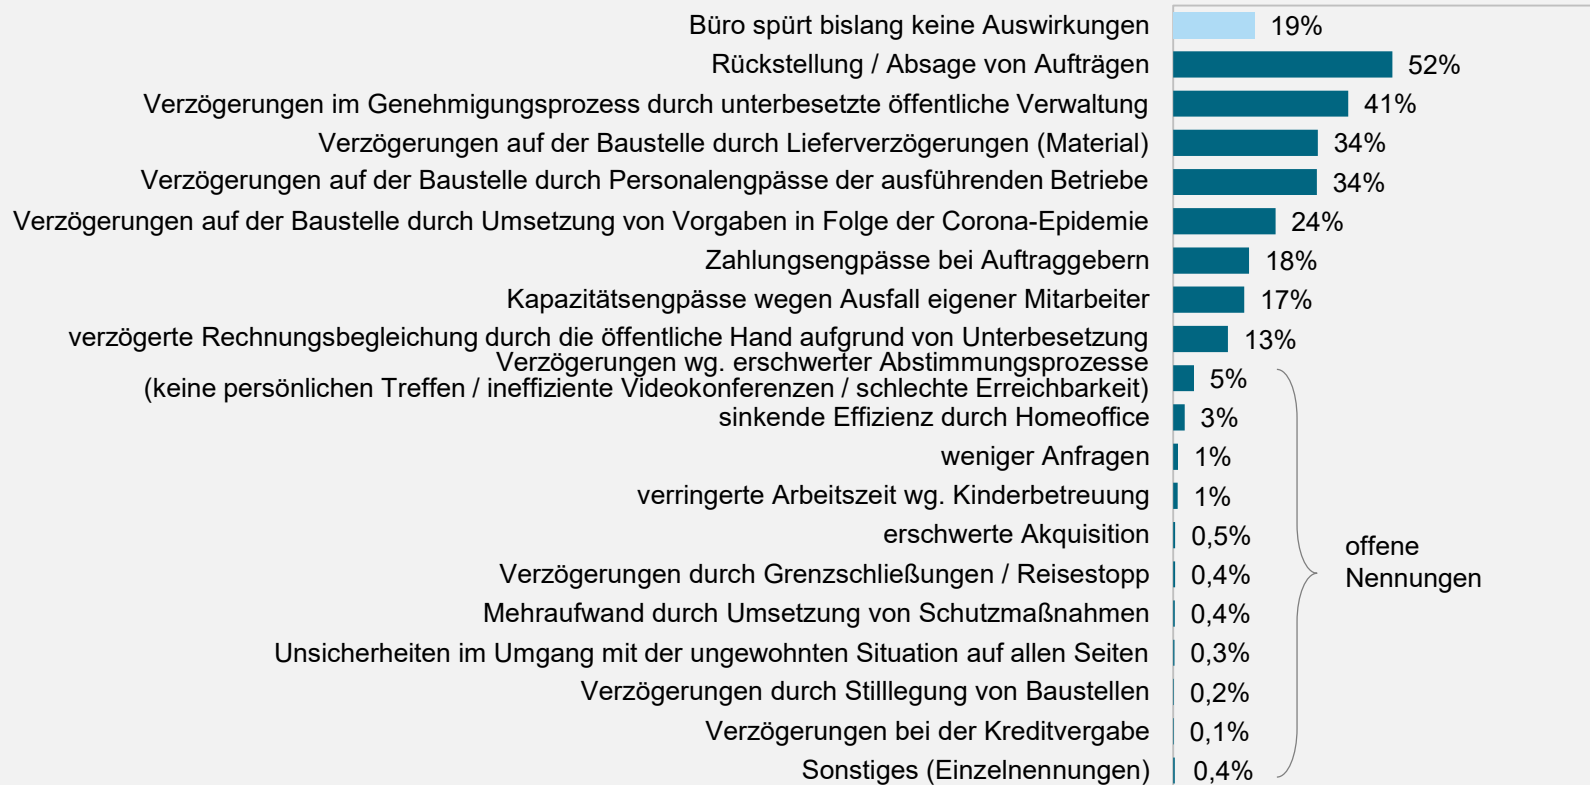 Büro spürt bislang keine Auswirkungen 19%
Rückstellung / Absage von Aufträgen 52%
Verzögerungen im Genehmigungsprozess durch unterbesetzte öffentliche Verwaltung 41%
Verzögerungen auf der Baustelle durch Lieferverzögerungen (Material) 34%
Verzögerungen auf der Baustelle durch Personalengpässe der ausführenden Betriebe 34%
Verzögerungen auf der Baustelle durch Umsetzung von Vorgaben in Folge der Corona-Epidemie 24%
Zahlungsengpässe bei Auftraggebern 18%
Kapazitätsengpässe wegen Ausfall eigener Mitarbeiter 17%
verzögerte Rechnungsbegleichung durch die öffentliche Hand aufgrund von Unterbesetzung 13%
Verzögerungen wg. erschwerter Abstimmungsprozesse
(keine persönlichen Treffen / ineffiziente Videokonferenzen / schlechte Erreichbarkeit) 5%
sinkende Effizienz durch Homeoffice 3%
weniger Anfragen 1%
verringerte Arbeitszeit wg. Kinderbetreuung 1%
erschwerte Akquisition 0,5%
Verzögerungen durch Grenzschließungen / Reisestopp 0,4%
Mehraufwand durch Umsetzung von Schutzmaßnahmen 0,4%
Unsicherheiten im Umgang mit der ungewohnten Situation auf allen Seiten 0,3%
Verzögerungen durch Stilllegung von Baustellen 0,2%
Verzögerungen bei der Kreditvergabe 0,1%
Sonstiges (Einzelnennungen) 0,4%
offene
Nennungen